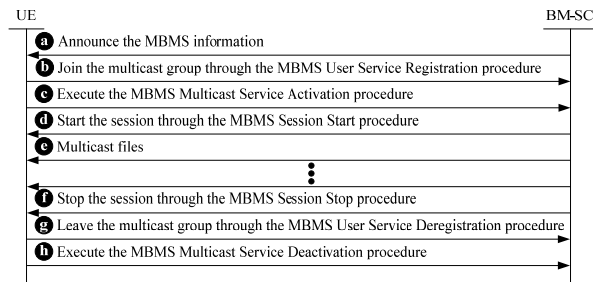 UE
BM-SC
a Announce the MBMS information
b Join the multicast group through the MBMS User Service Registration procedure
c Execute the MBMS Multicast Service Activation procedure
d Start the session through the MBMS Session Start procedure
e Multicast files
f Stop the session through the MBMS Session Stop procedure
g Leave the multicast group through the MBMS User Service Deregistration procedure
h Execute the MBMS Multicast Service Deactivation procedure